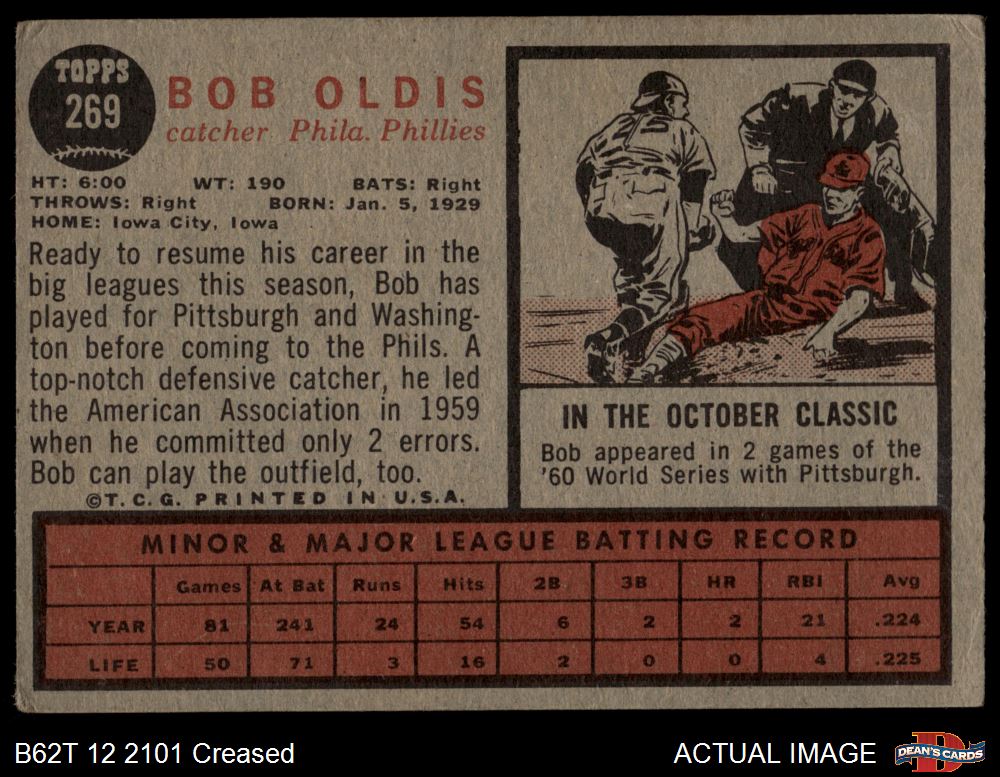 TOPPS
269
BOB OLDIS
catcher Phila. Phillies
HT: 6:00 WT: 190 BATS: Right
THROWS: Right BORN: Jan. 5, 1929
HOME: Iowa City, Iowa
Ready to resume his career in the
big leagues this season, Bob has
played for Pittsburgh and Washing-
ton before coming to the Phils. A
top-notch defensive catcher, he led
the American Association in 1959
when he committed only 2 errors.
Bob can play the outfield, too.
©T.C.G. PRINTED IN U.S.A.
IN THE OCTOBER CLASSIC
Bob appeared in 2 games of the
'60 World Series with Pittsburgh.
MINOR & MAJOR LEAGUE BATTING RECORD
Games At Bat Runs Hits 2B 3B HR RBI Avg
YEAR 81 241 24 54 6 2 2 21 .224
LIFE 50 71 3 16 2 0 0 4 .225
B62T 12 2101 Creased
ACTUAL IMAGE
DEAN'S CARDS